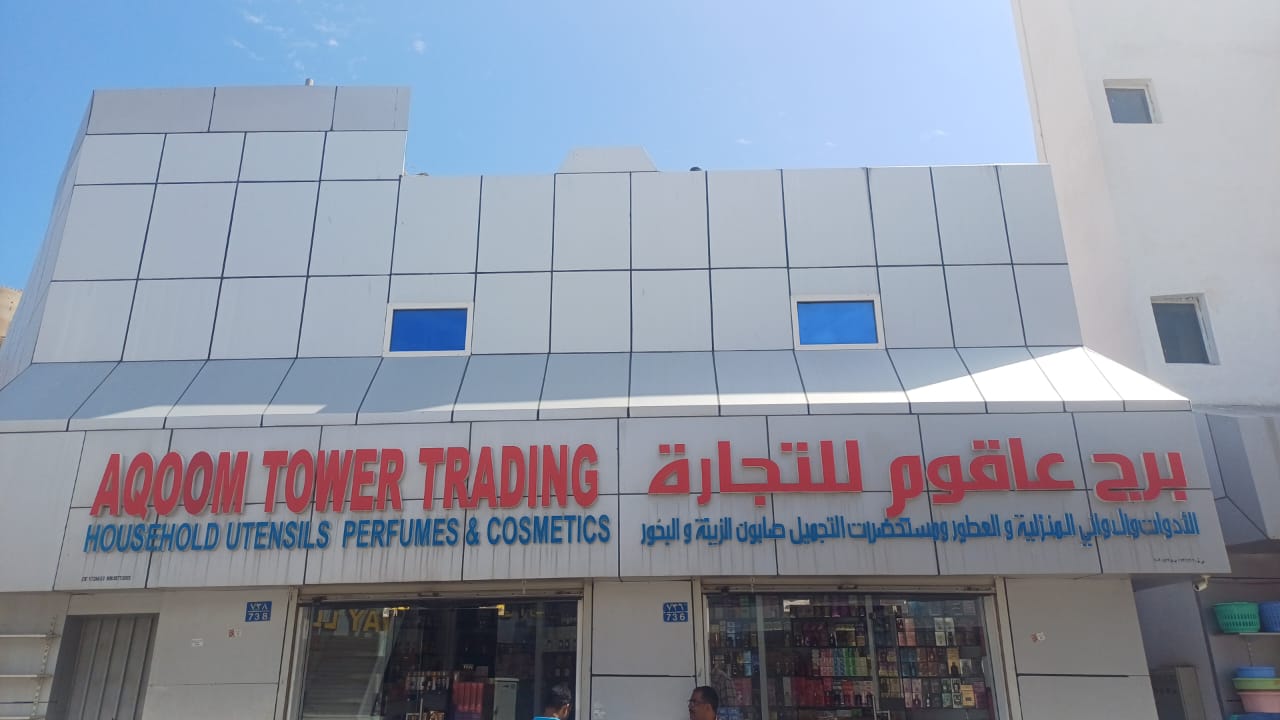 AQOOM TOWER TRADING
HOUSEHOLD UTENSILS PERFUMES & COSMETICS
برج عاقوم للتجارة
الأدوات والدواني المنزلية و العطور ومستحضرات التجميل صابون الزينة و البخور
٧٣٨
738
٧٣٦
736